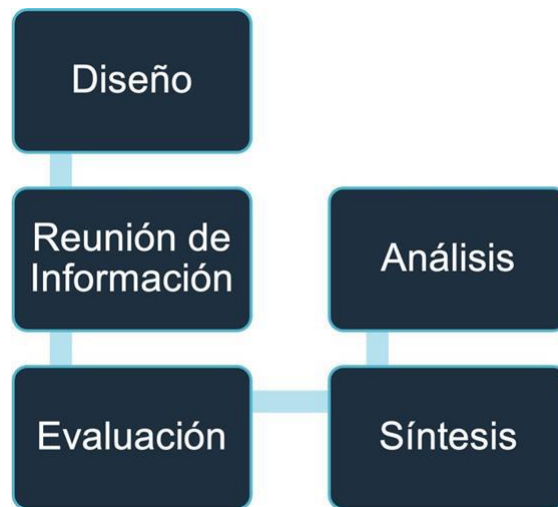 Diseño
Reunión de
Información
Evaluación
Síntesis
Análisis